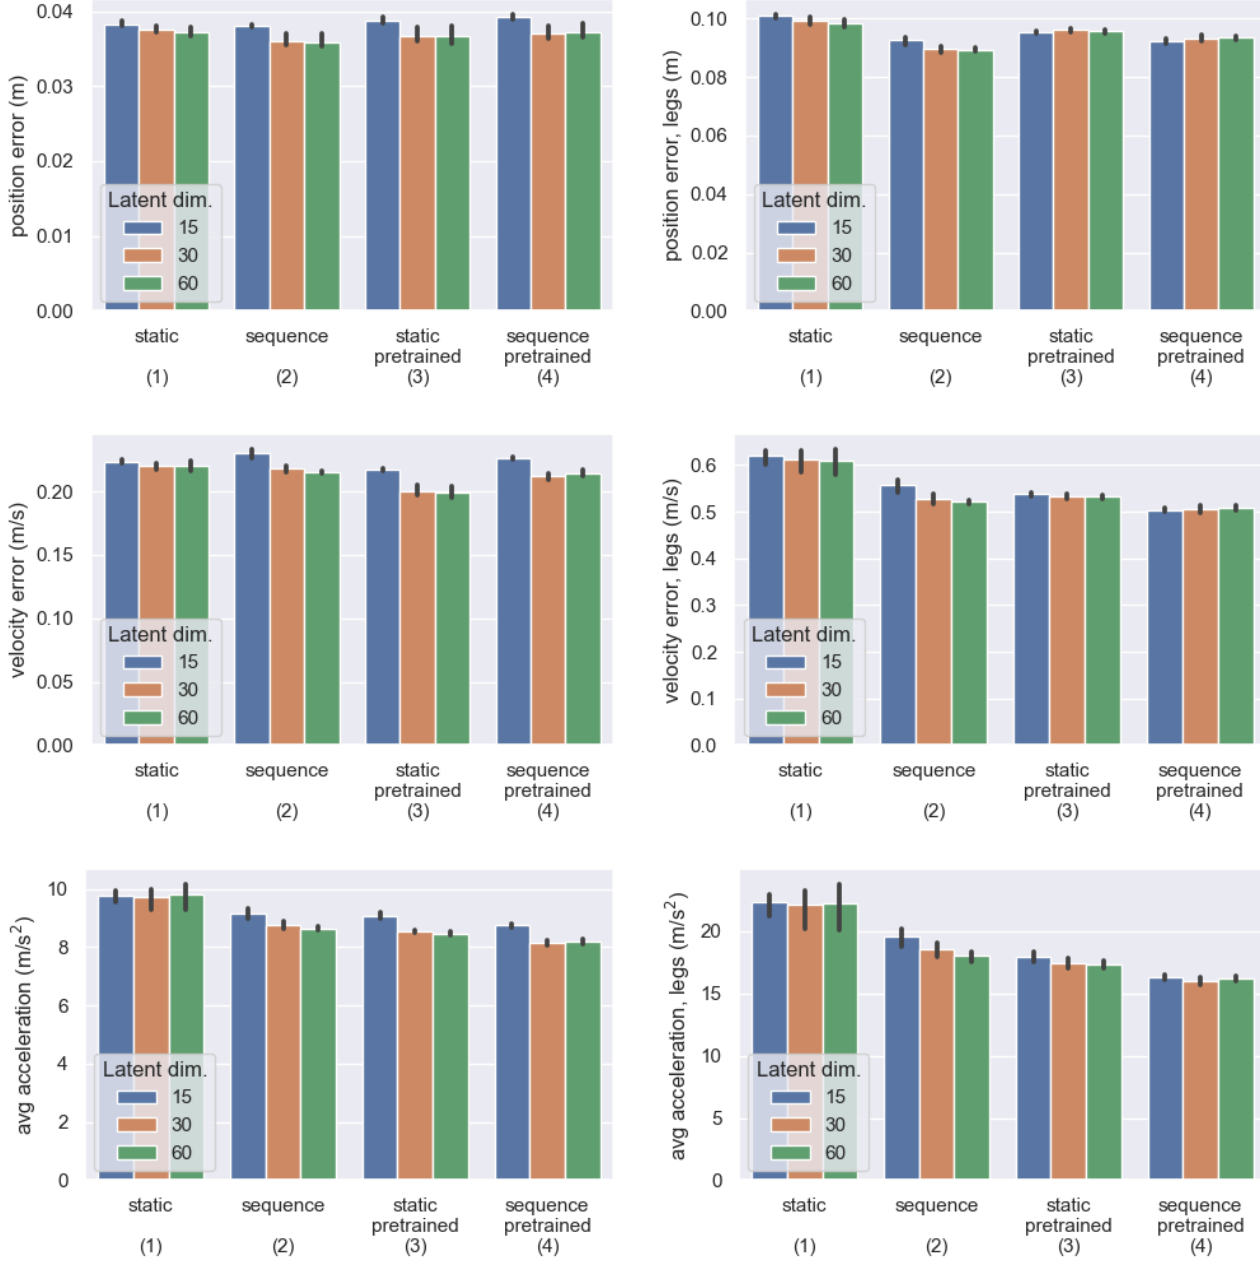 position error (m)
0.04
0.03
0.02
0.01
0.00
Latent dim.
15
30
60
static
sequence
static
pretrained
sequence
pretrained
(1)
(2)
(3)
(4)
position error, legs (m)
0.10
0.08
0.06
0.04
0.02
0.00
Latent dim.
15
30
60
static
sequence
static
pretrained
sequence
pretrained
(1)
(2)
(3)
(4)
velocity error (m/s)
0.20
0.15
0.10
0.05
0.00
Latent dim.
15
30
60
static
sequence
static
pretrained
sequence
pretrained
(1)
(2)
(3)
(4)
velocity error, legs (m/s)
0.6
0.5
0.4
0.3
0.2
0.1
0.0
Latent dim.
15
30
60
static
sequence
static
pretrained
sequence
pretrained
(1)
(2)
(3)
(4)
avg acceleration (m/s²)
10
8
6
4
2
0
Latent dim.
15
30
60
static
sequence
static
pretrained
sequence
pretrained
(1)
(2)
(3)
(4)
avg acceleration, legs (m/s²)
20
15
10
5
0
Latent dim.
15
30
60
static
sequence
static
pretrained
sequence
pretrained
(1)
(2)
(3)
(4)